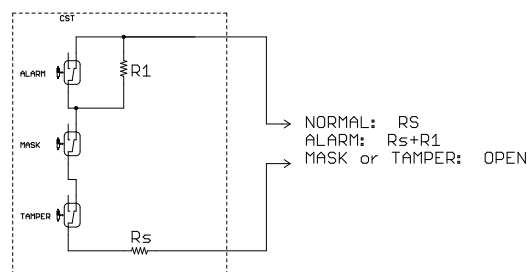 CST
ALARM
R1
NORMAL: RS
ALARM: Rs+R1
MASK or TAMPER: OPEN
MASK
TAMPER
Rs